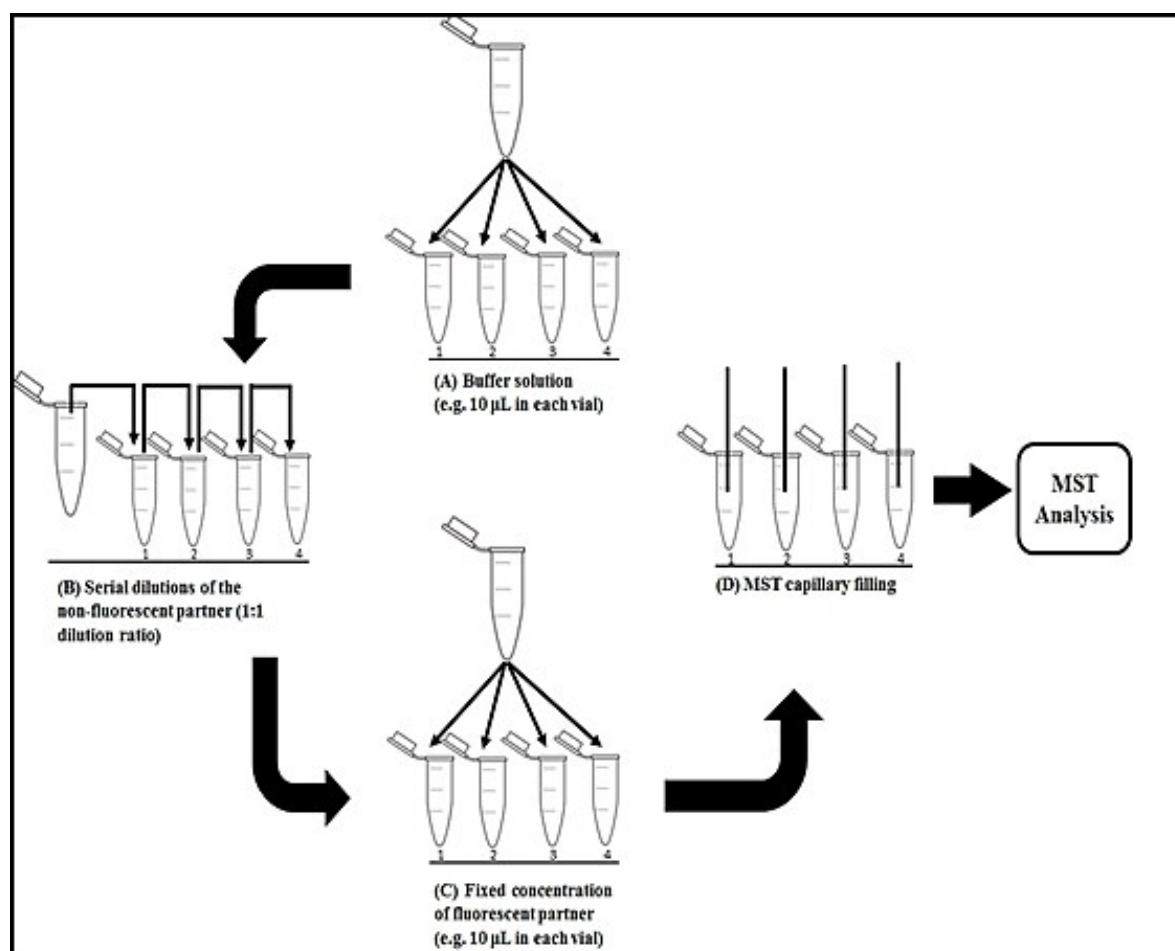 1 2 3 4
(A) Buffer solution
(e.g. 10 µL in each vial)
1 2 3 4
(B) Serial dilutions of the
non-fluorescent partner (1:1
dilution ratio)
1 2 3 4
(C) Fixed concentration
of fluorescent partner
(e.g. 10 µL in each vial)
1 2 3 4
(D) MST capillary filling
MST
Analysis